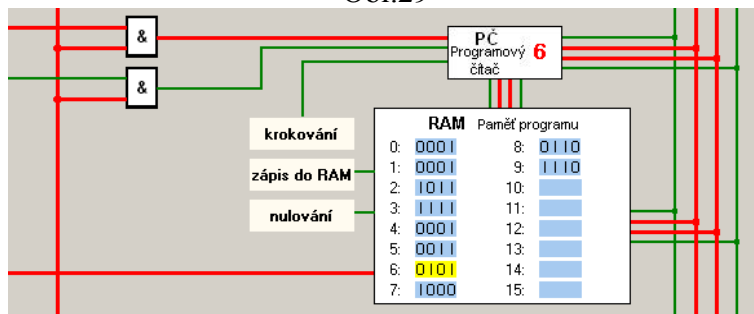 &
PČ
Programový 6
čítač
&
RAM Paměť programu
krokování
zápis do RAM
nulování
0: 0001 8: 0110
1: 0001 9: 1110
2: 1011 10:
3: 1111 11:
4: 0001 12:
5: 0011 13:
6: 0101 14:
7: 1000 15: